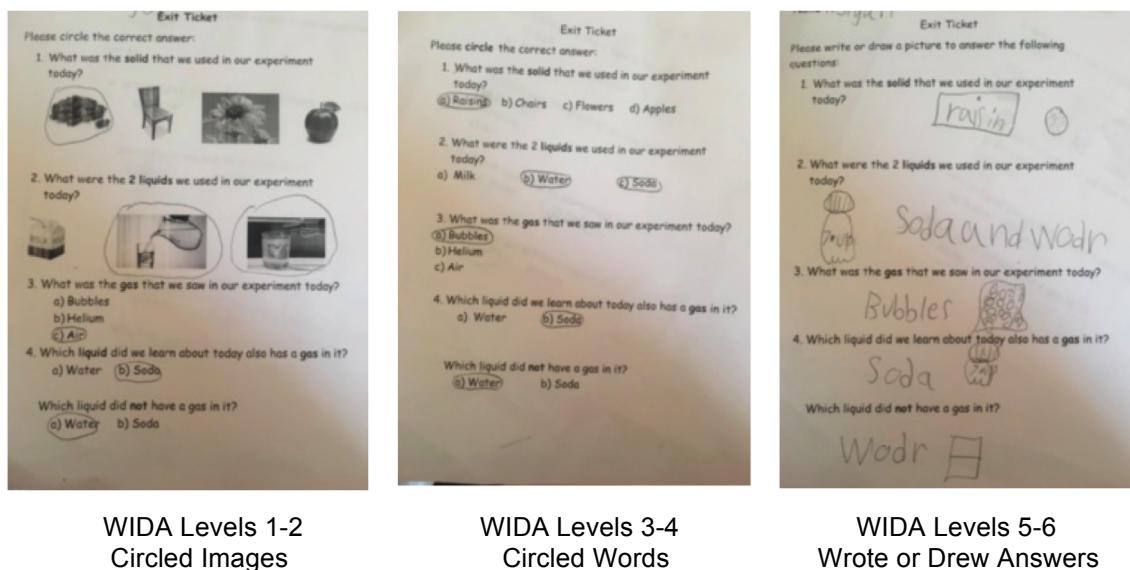 Exit Ticket
Please circle the correct answer:
1. What was the solid that we used in our experiment
today?
2. What were the 2 liquids we used in our experiment
today?
MILK
3. What was the gas that we saw in our experiment today?
a) Bubbles
b) Helium
c) Air
4. Which liquid did we learn about today also has a gas in it?
a) Water b) Soda
Which liquid did not have a gas in it?
a) Water b) Soda
WIDA Levels 1-2
Circled Images
Exit Ticket
Please circle the correct answer:
1. What was the solid that we used in our experiment
today?
a) Raisins b) Chairs c) Flowers d) Apples
2. What were the 2 liquids we used in our experiment
today?
a) Milk b) Water c) Soda
3. What was the gas that we saw in our experiment today?
a) Bubbles
b) Helium
c) Air
4. Which liquid did we learn about today also has a gas in it?
a) Water b) Soda
Which liquid did not have a gas in it?
a) Water b) Soda
WIDA Levels 3-4
Circled Words
Exit Ticket
Please write or draw a picture to answer the following
questions:
1. What was the solid that we used in our experiment
today?
raisin
2. What were the 2 liquids we used in our experiment
today?
7up
Soda and wodr
3. What was the gas that we saw in our experiment today?
Bubbles
4. Which liquid did we learn about today also has a gas in it?
Soda
7up
Which liquid did not have a gas in it?
Wodr
WIDA Levels 5-6
Wrote or Drew Answers